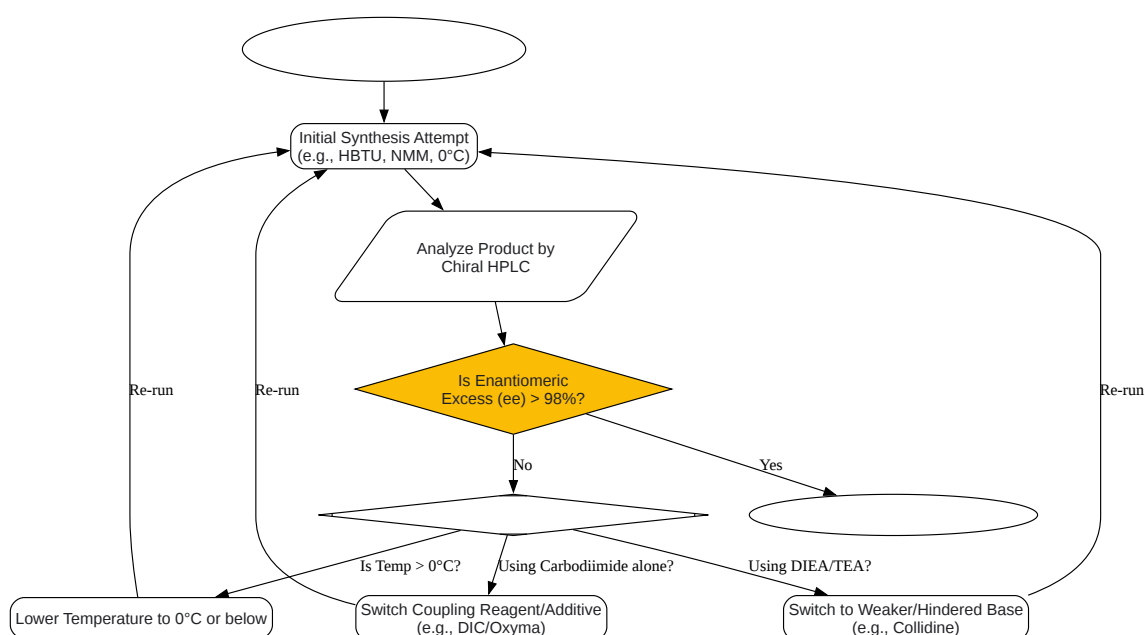 Initial Synthesis Attempt
(e.g., HBTU, NMM, 0°C)
Analyze Product by
Chiral HPLC
Is Enantiomeric
Excess (ee) > 98%?
Re-run
Re-run
Re-run
No
Yes
Is Temp > 0°C?
Using Carbodiimide alone?
Using DIEA/TEA?
Lower Temperature to 0°C or below
Switch Coupling Reagent/Additive
(e.g., DIC/Oxyma)
Switch to Weaker/Hindered Base
(e.g., Collidine)